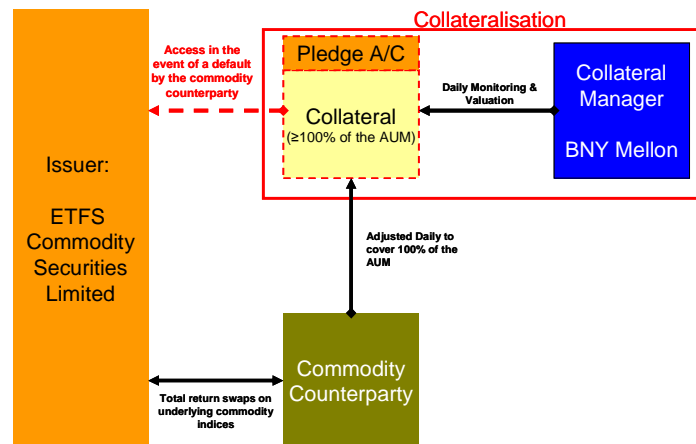 Collateralisation
Access in the
event of a default
by the commodity
counterparty
Pledge A/C
Collateral
(≥100% of the AUM)
Daily Monitoring &
Valuation
Collateral
Manager
BNY Mellon
Issuer:
ETFS
Commodity
Securities
Limited
Adjusted Daily to
cover 100% of the
AUM
Commodity
Counterparty
Total return swaps on
underlying commodity
indices